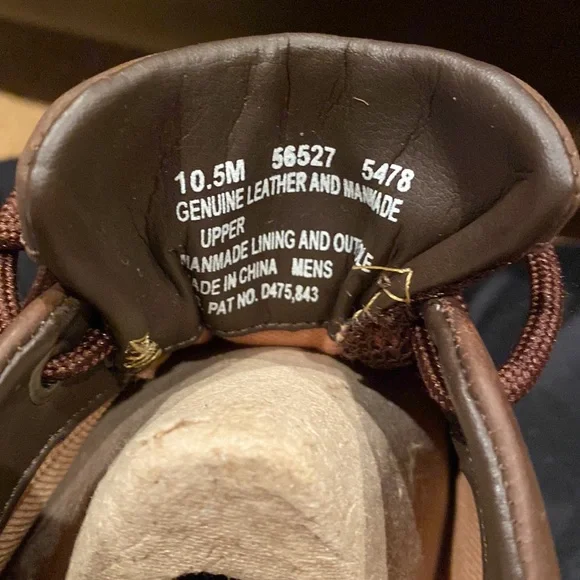 10.5M 56527 5478
GENUINE LEATHER AND MANMADE
UPPER
MANMADE LINING AND
MADE IN CHINA MENS
PAT NO. D475,843